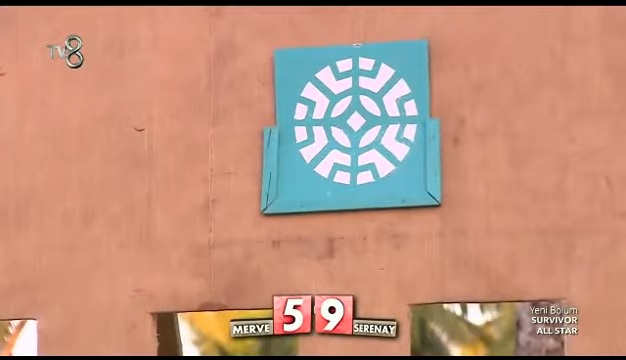 TV8
MERVE 5 9 SERENAY
Yeni Bölüm
SURVIVOR
ALL STAR